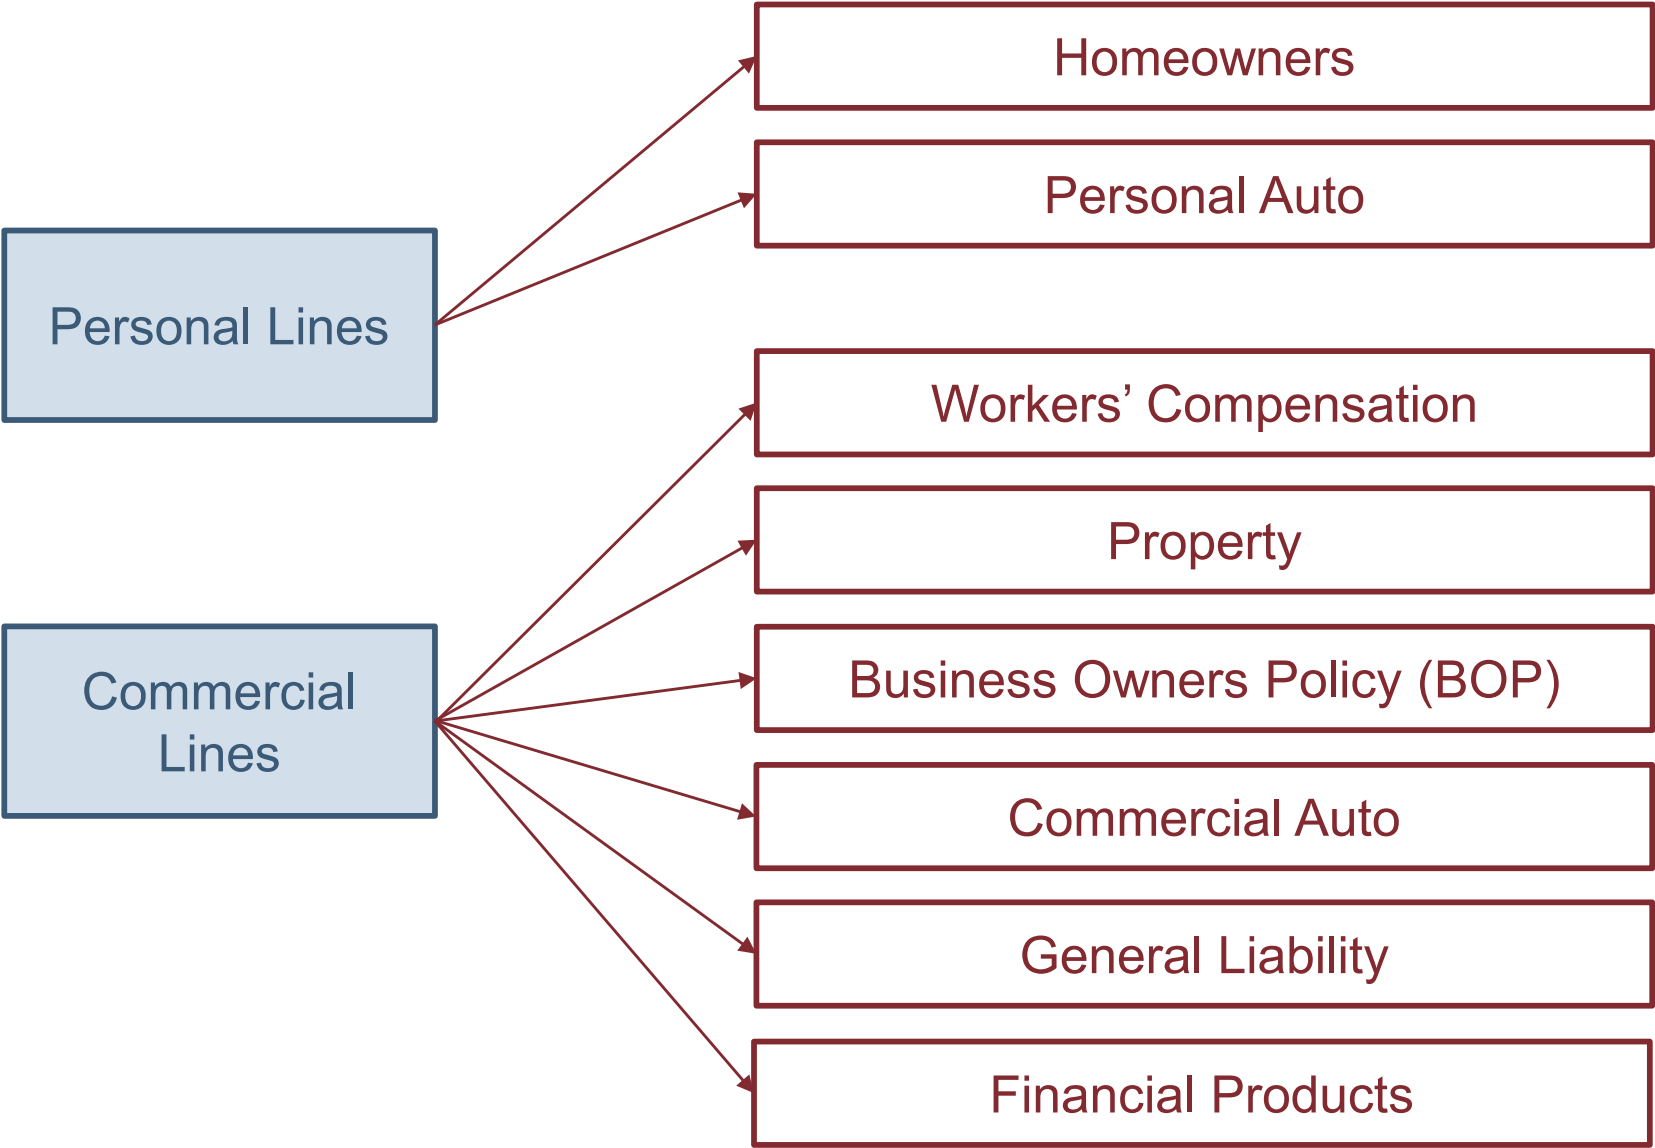 Homeowners
Personal Auto
Personal Lines
Workers’ Compensation
Property
Business Owners Policy (BOP)
Commercial
Lines
Commercial Auto
General Liability
Financial Products